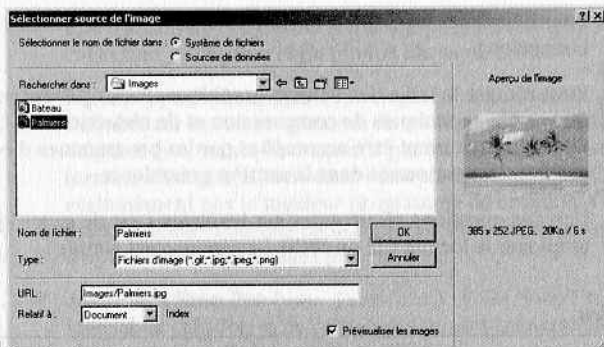 Sélectionner source de l'image
Sélectionner le nom de fichier dans : Système de fichiers
Sources de données
Rechercher dans : Images
Aperçu de l'image
Bateau
Palmiers
Nom de fichier : Palmiers OK
385 x 252 JPEG, 20Ko / 6 s
Type : Fichiers d'image (*.gif,*.jpg,*.jpeg,*.png) Annuler
URL : Images/Palmiers.jpg
Relatif à : Document Index
Prévisualiser les images